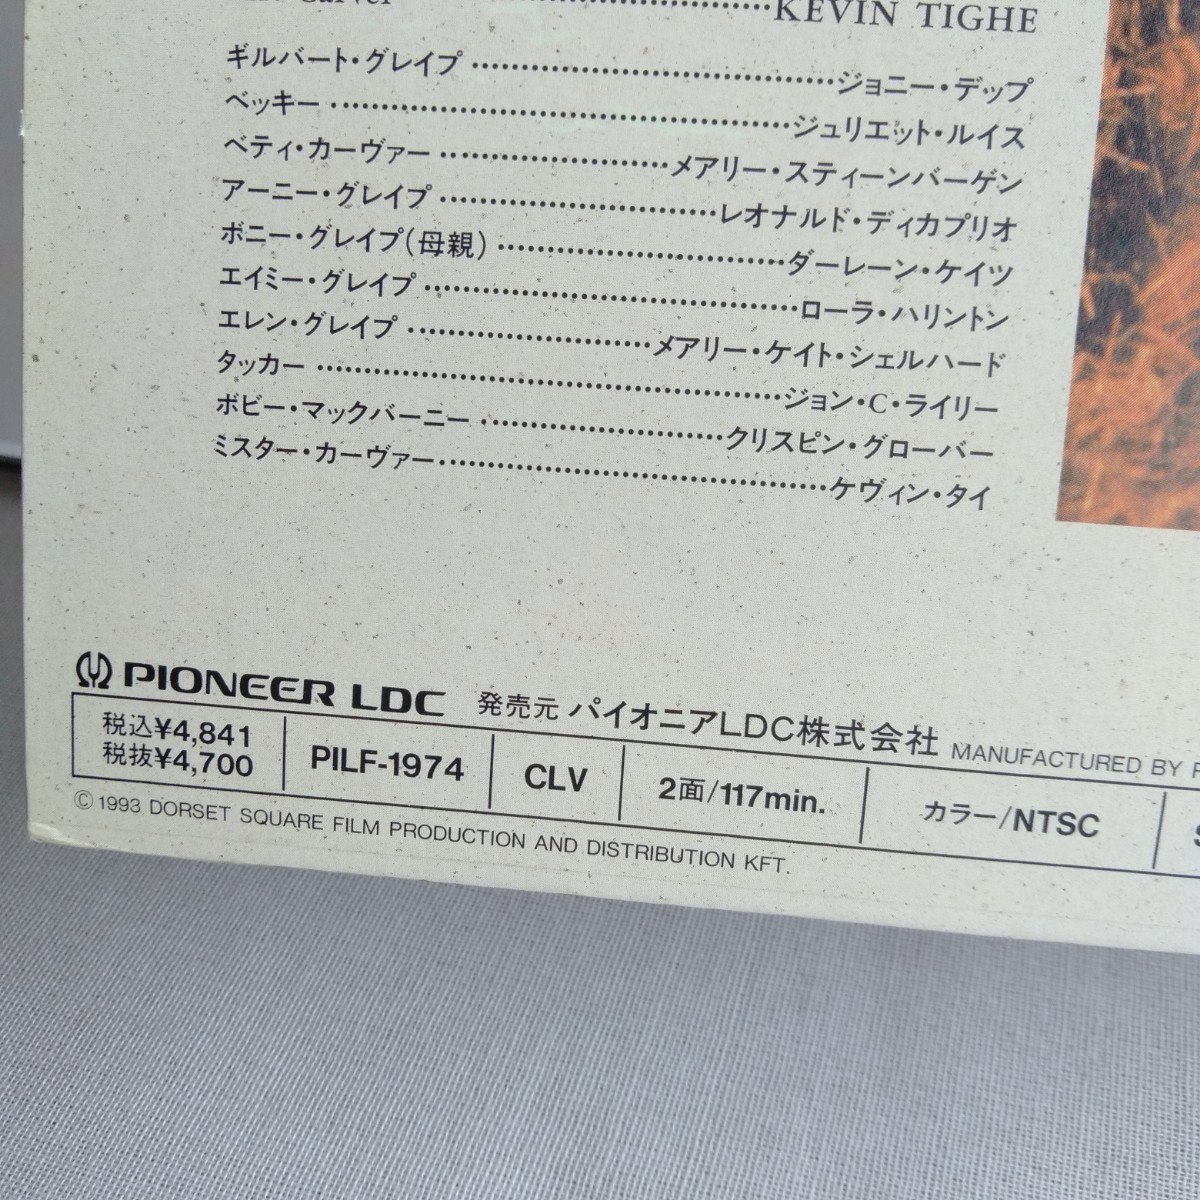 KEVIN TIGHE
ギルバート・グレイプ……ジョニー・デップ
ベッキー……ジュリエット・ルイス
ベティ・カーヴァー……メアリー・スティーンバーゲン
アーニー・グレイプ……レオナルド・ディカプリオ
ボニー・グレイプ(母親)……ダーレーン・ケイツ
エイミー・グレイプ……ローラ・ハリントン
エレン・グレイプ……メアリー・ケイト・シェルハード
タッカー……ジョン・C・ライリー
ボビー・マックバーニー……クリスピン・グローバー
ミスター・カーヴァー……ケヴィン・タイ
PIONEER LDC 発売元 パイオニアLDC株式会社 MANUFACTURED BY
税込¥4,841
税抜¥4,700
PILF-1974
CLV
2面/117min.
カラー/NTSC
© 1993 DORSET SQUARE FILM PRODUCTION AND DISTRIBUTION KFT.